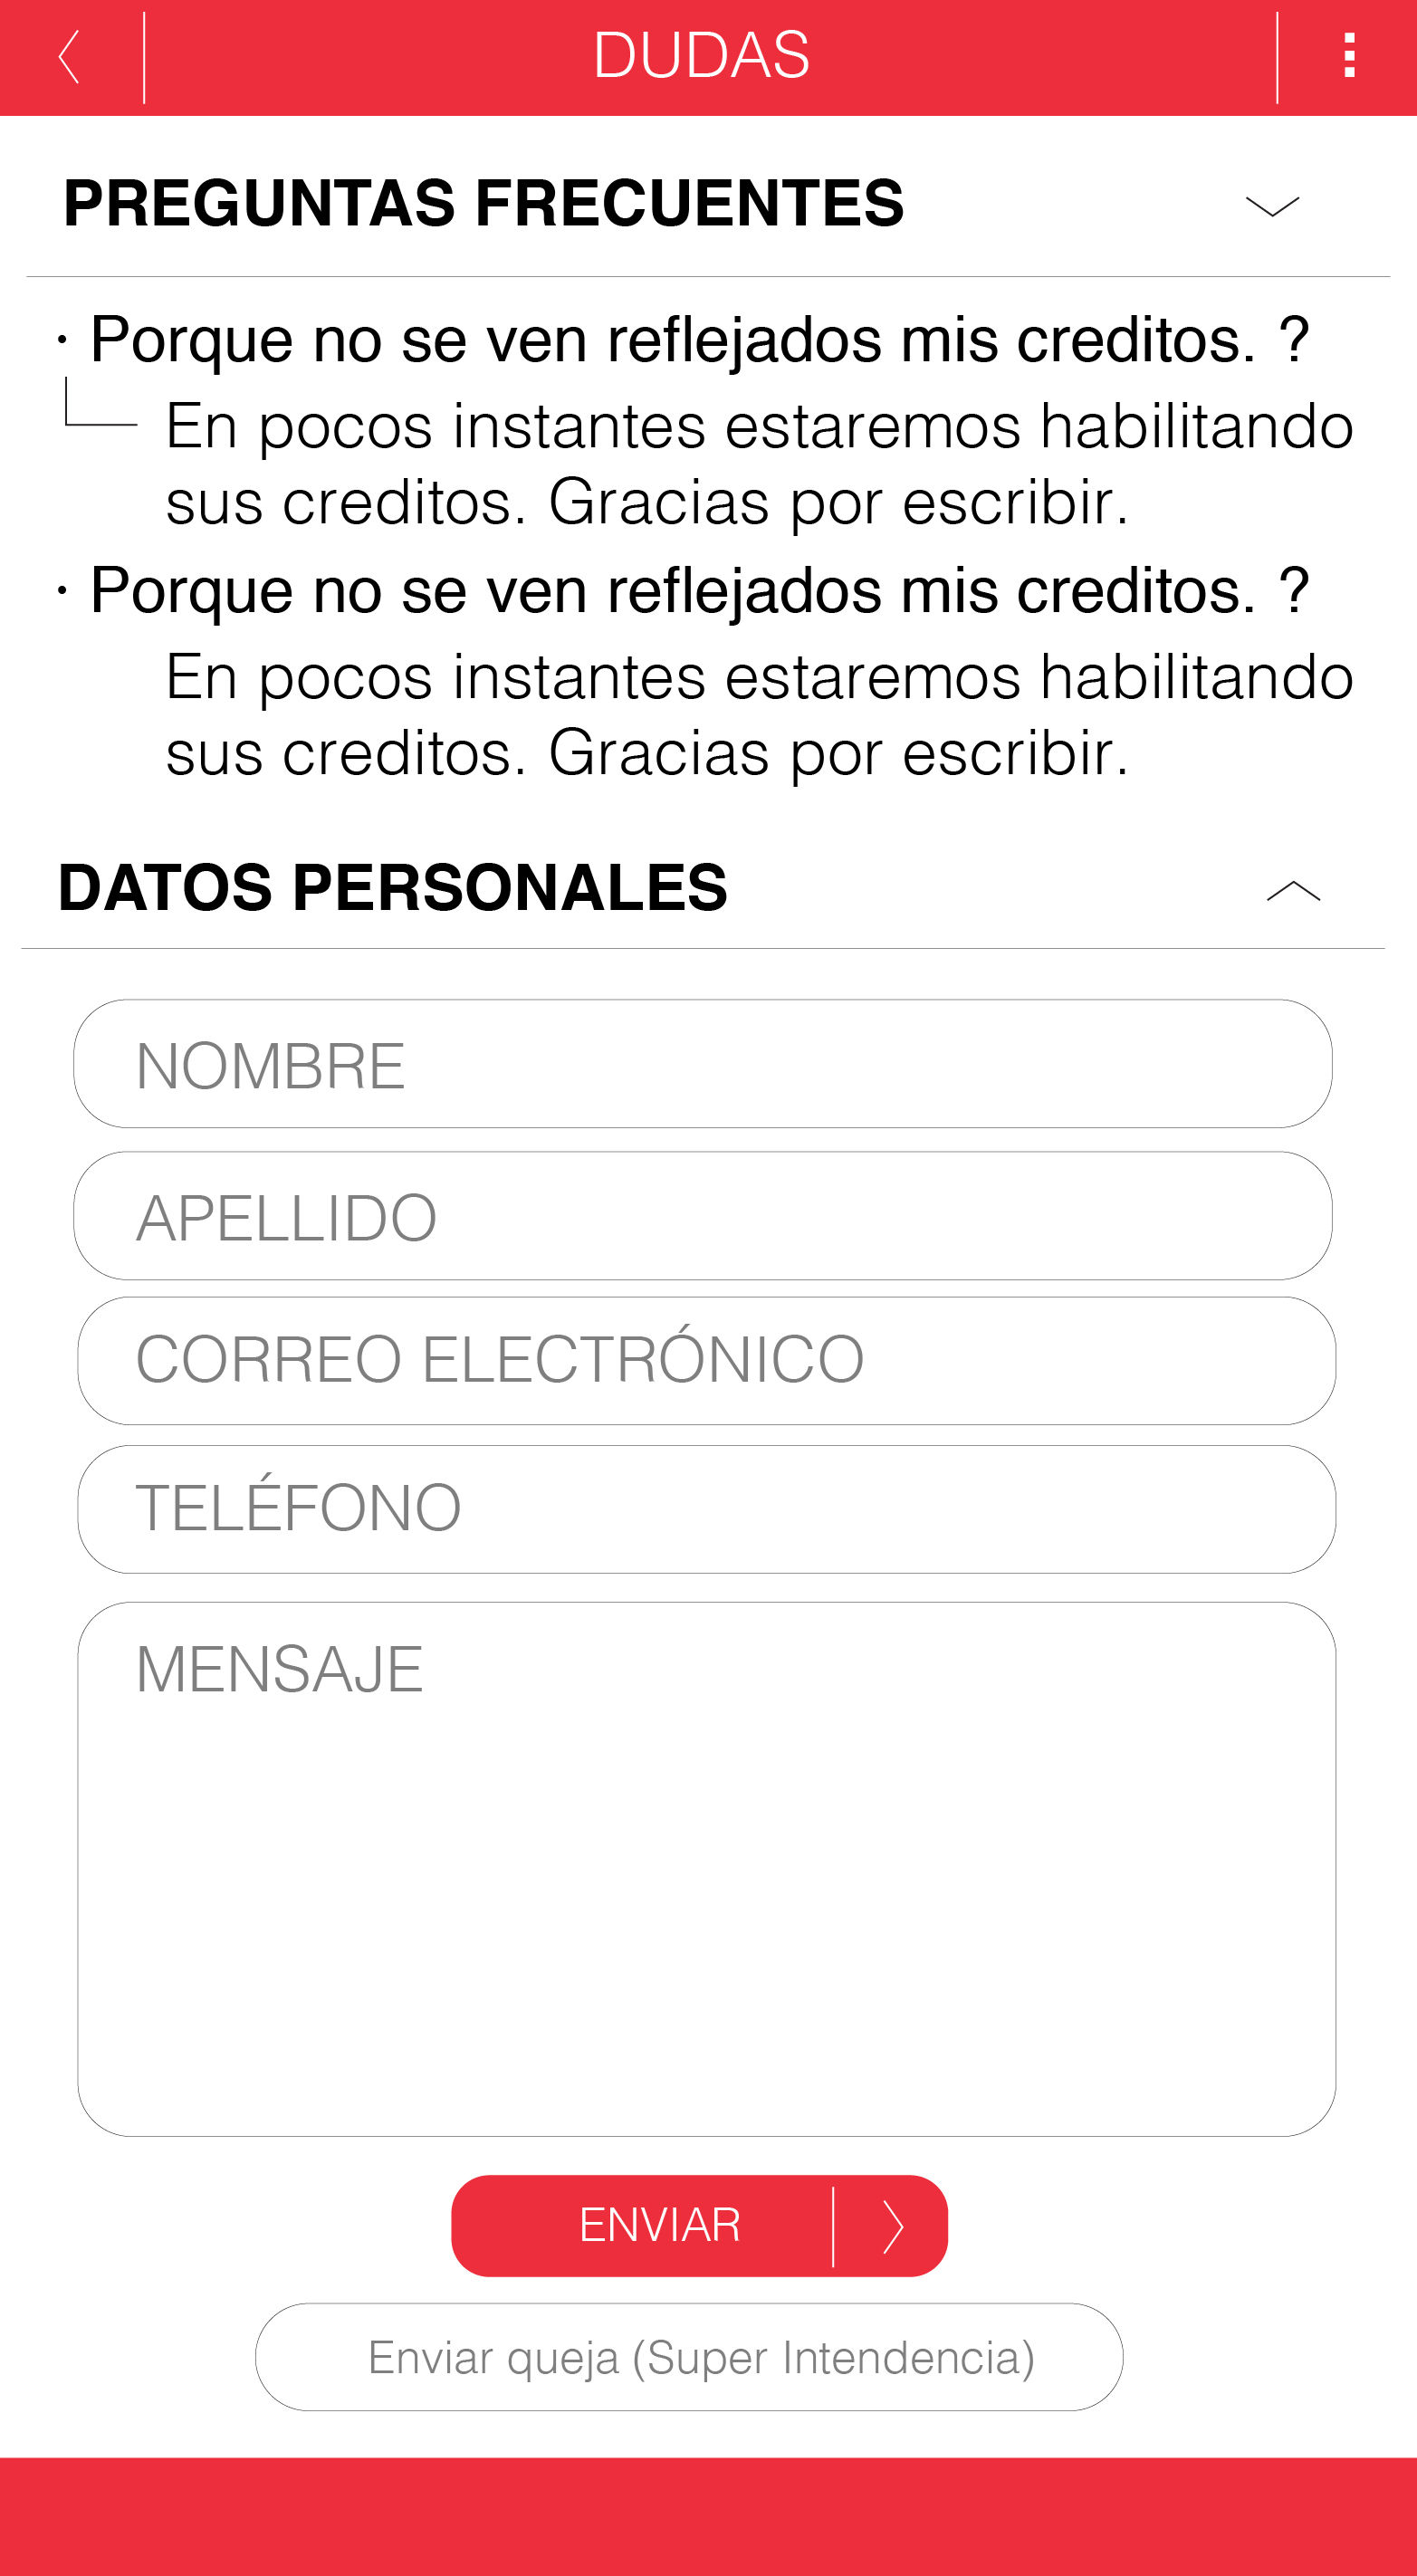 DUDAS
PREGUNTAS FRECUENTES
· Porque no se ven reflejados mis creditos. ?
En pocos instantes estaremos habilitando
sus creditos. Gracias por escribir.
· Porque no se ven reflejados mis creditos. ?
En pocos instantes estaremos habilitando
sus creditos. Gracias por escribir.
DATOS PERSONALES
NOMBRE
APELLIDO
CORREO ELECTRÓNICO
TELÉFONO
MENSAJE
ENVIAR
Enviar queja (Super Intendencia)